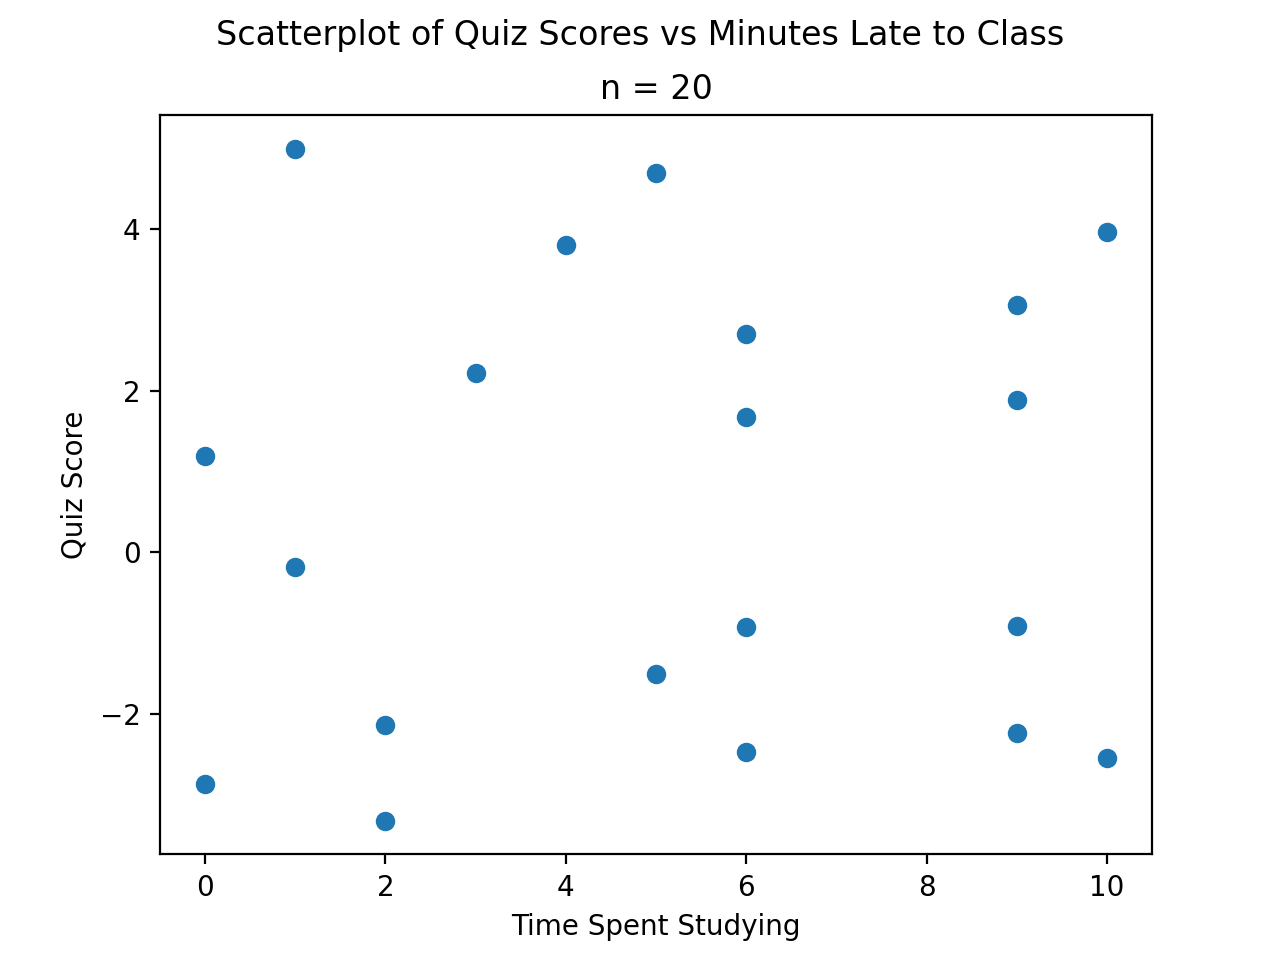 Scatterplot of Quiz Scores vs Minutes Late to Class
n = 20
Quiz Score
4
2
0
−2
0 2 4 6 8 10
Time Spent Studying